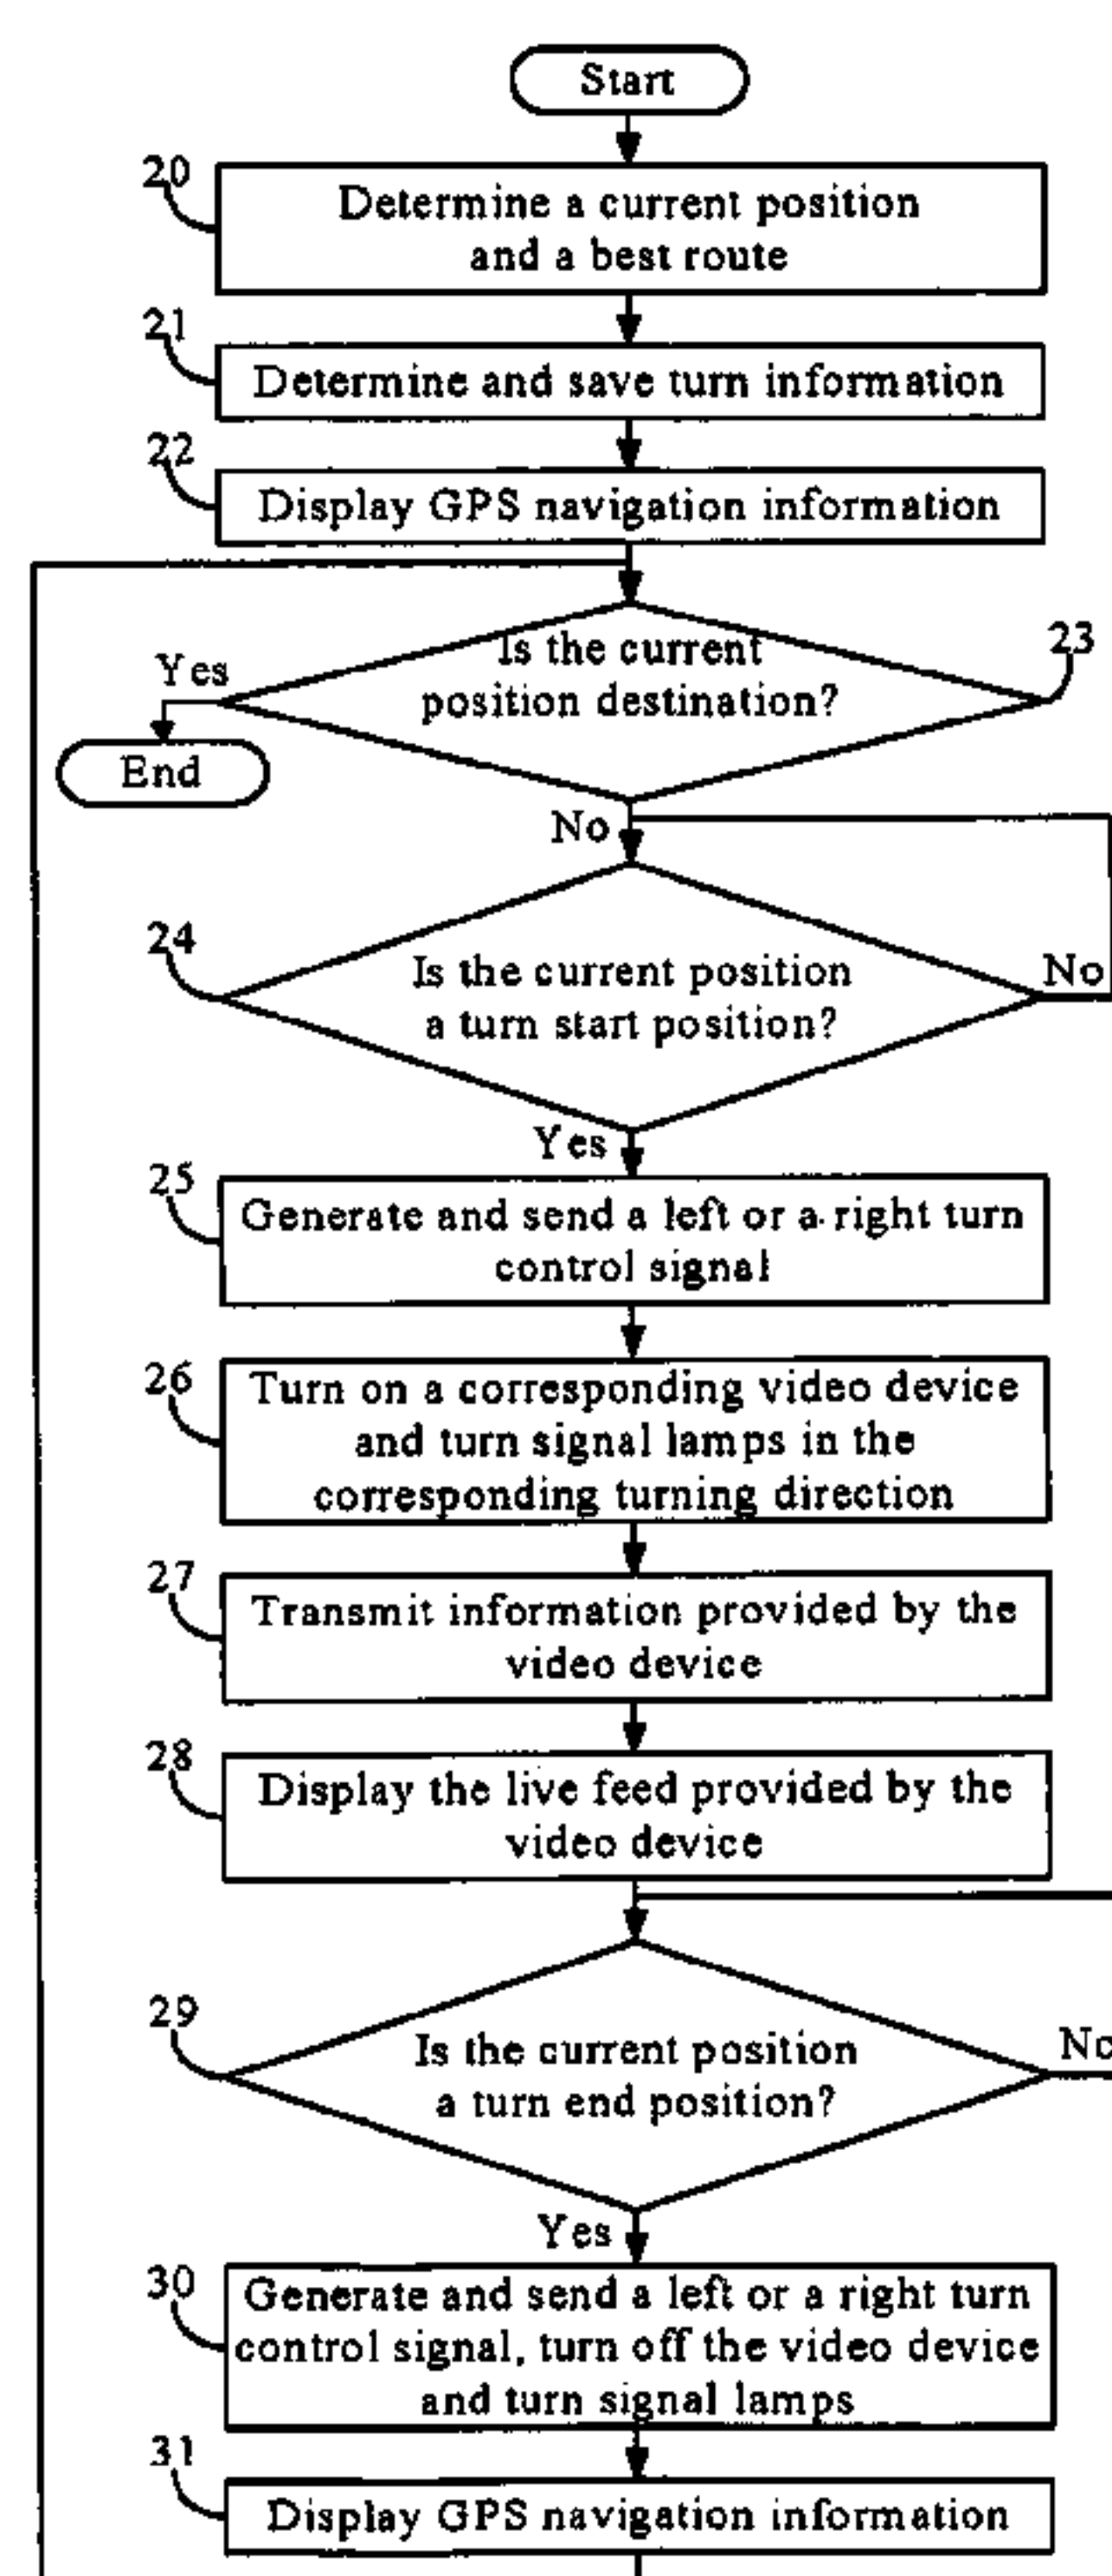 Start
20
Determine a current position
and a best route
21
Determine and save turn information
22
Display GPS navigation information
Is the current
position destination?
23
Yes
End
No
24
Is the current position
a turn start position?
No
Yes
25
Generate and send a left or a right turn
control signal
26
Turn on a corresponding video device
and turn signal lamps in the
corresponding turning direction
27
Transmit information provided by the
video device
28
Display the live feed provided by the
video device
29
Is the current position
a turn end position?
No
Yes
30
Generate and send a left or a right turn
control signal, turn off the video device
and turn signal lamps
31
Display GPS navigation information